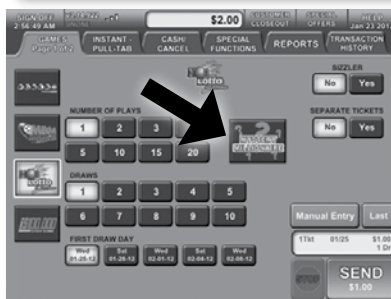 SIGN OFF
2:56:49 AM
$2.00
CUSTOMER CLOSEOUT
SPECIAL OFFERS
HELP
Jan 23 201
GAMES
Page 1 of 2
INSTANT -
PULL-TAB
CASH/
CANCEL
SPECIAL
FUNCTIONS
REPORTS
TRANSACTION
HISTORY
HOT
LOTTO
SIZZLER
No Yes
NUMBER OF PLAYS
1 2 3
5 10 15 20
SEPARATE TICKETS
No Yes
HOT
LOTTO
DRAWS
1 2 3 4 5
6 7 8 9 10
Manual Entry Last
FIRST DRAW DAY
Wed Sat Wed Sat Wed
01-25-12 01-28-12 02-01-12 02-04-12 02-08-12
1Tkt 01/25 $1.00
1 Dr
STOP
SEND
$1.00